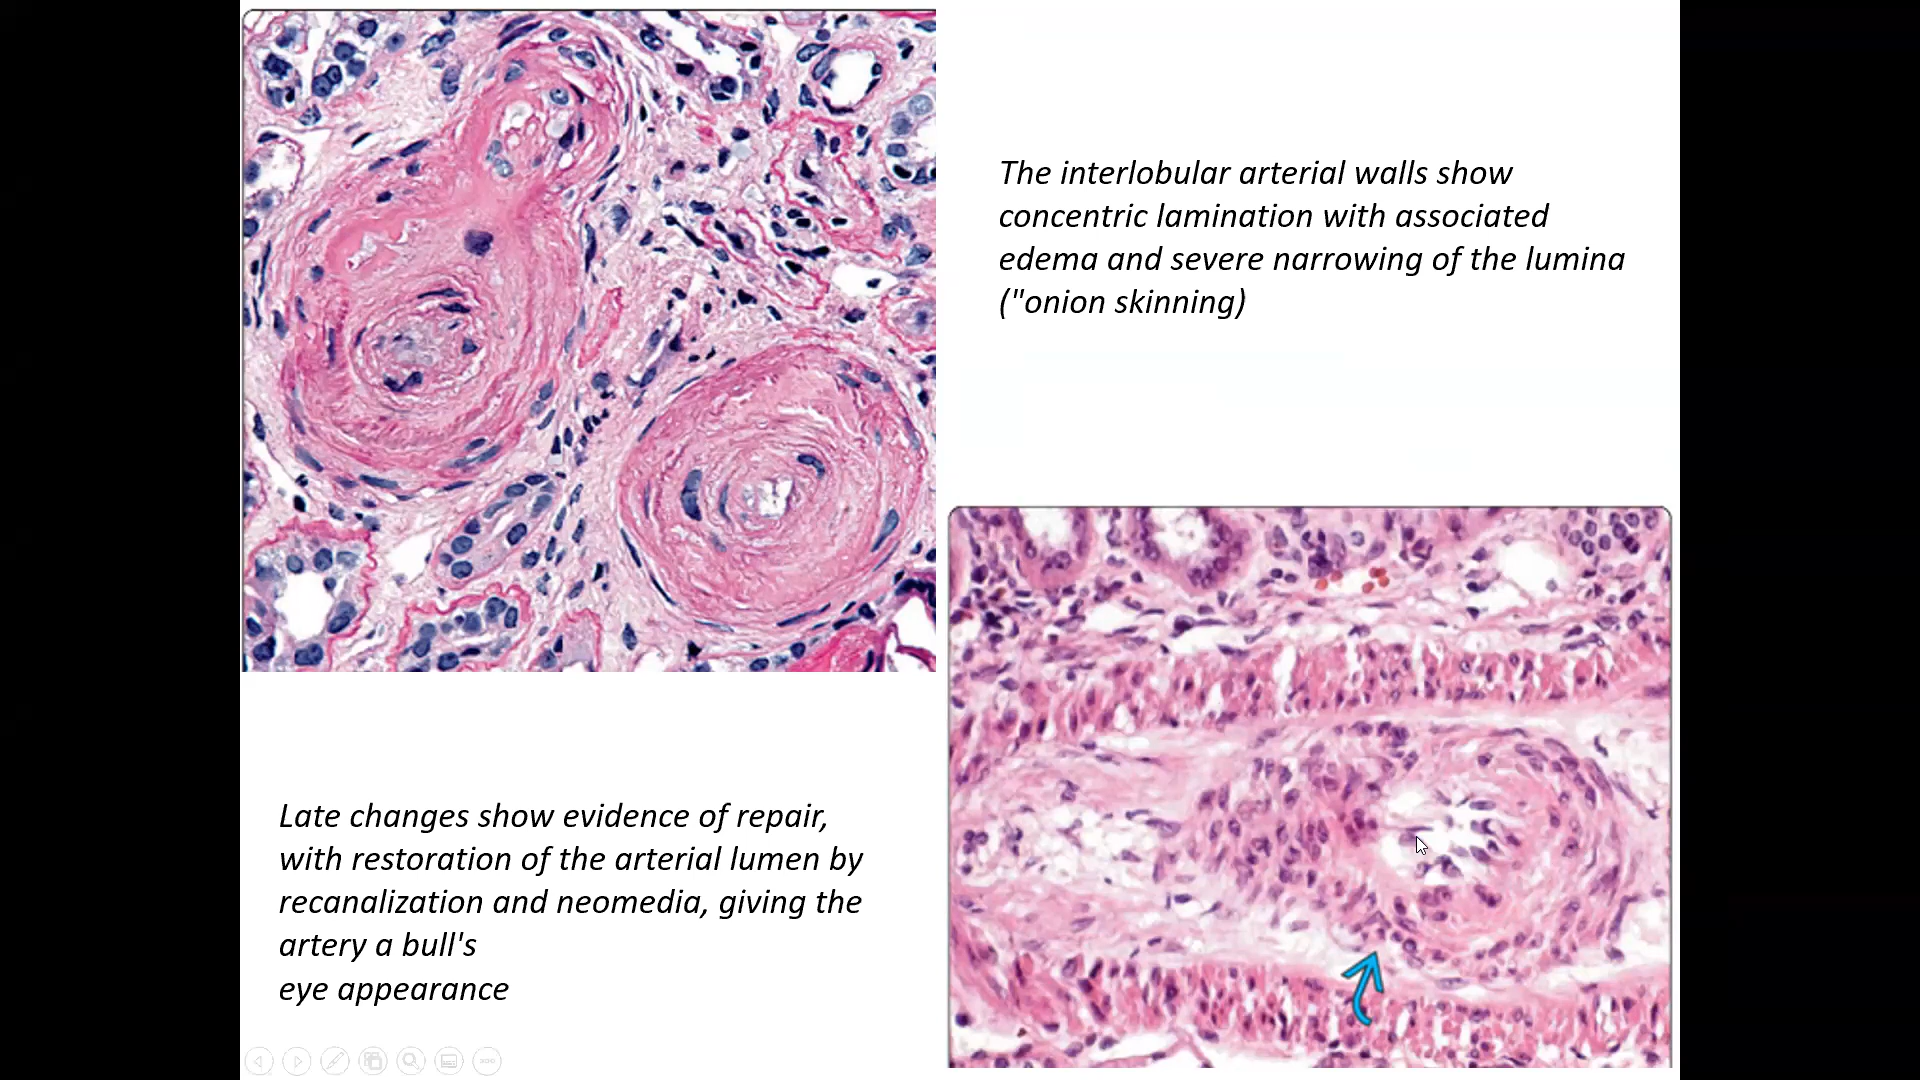 The interlobular arterial walls show
concentric lamination with associated
edema and severe narrowing of the lumina
("onion skinning)
Late changes show evidence of repair,
with restoration of the arterial lumen by
recanalization and neomedia, giving the
artery a bull's
eye appearance